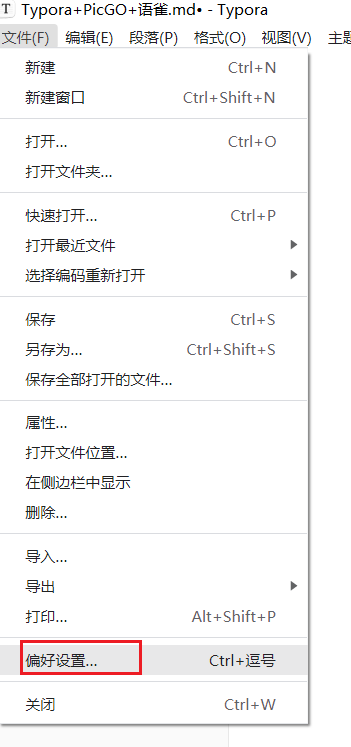 T Typora+PicGO+语雀.md• - Typora
文件(F) 编辑(E) 段落(P) 格式(O) 视图(V) 主题
新建 Ctrl+N
新建窗口 Ctrl+Shift+N
打开... Ctrl+O
打开文件夹...
快速打开... Ctrl+P
打开最近文件
选择编码重新打开
保存 Ctrl+S
另存为... Ctrl+Shift+S
保存全部打开的文件...
属性...
打开文件位置...
在侧边栏中显示
删除...
导入...
导出
打印... Alt+Shift+P
偏好设置... Ctrl+逗号
关闭 Ctrl+W